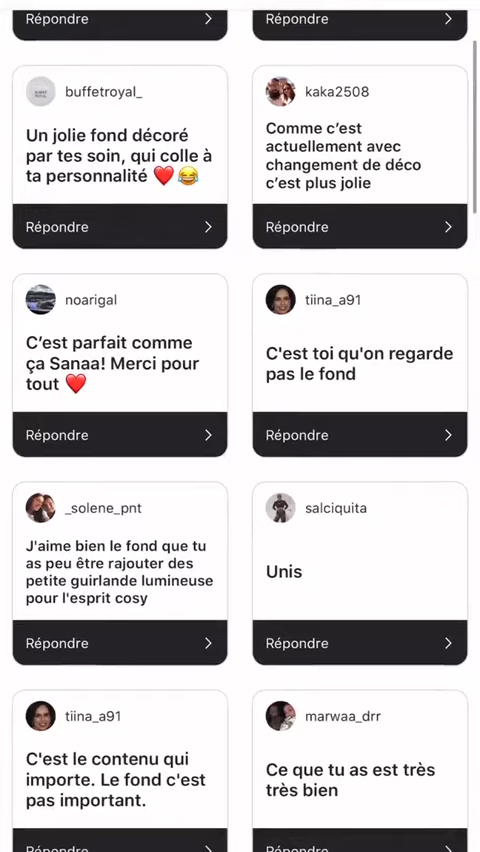 Répondre
Répondre
buffetroyal_
Un jolie fond décoré
par tes soin, qui colle à
ta personnalité ❤️😂
Répondre
kaka2508
Comme c’est
actuellement avec
changement de déco
c’est plus jolie
Répondre
noarigal
C’est parfait comme
ça Sanaa! Merci pour
tout ❤️
Répondre
tiina_a91
C'est toi qu'on regarde
pas le fond
Répondre
_solene_pnt
J'aime bien le fond que tu
as peu être rajouter des
petite guirlande lumineuse
pour l'esprit cosy
Répondre
salciquita
Unis
Répondre
tiina_a91
C'est le contenu qui
importe. Le fond c'est
pas important.
Répondre
marwaa_drr
Ce que tu as est très
très bien
Répondre